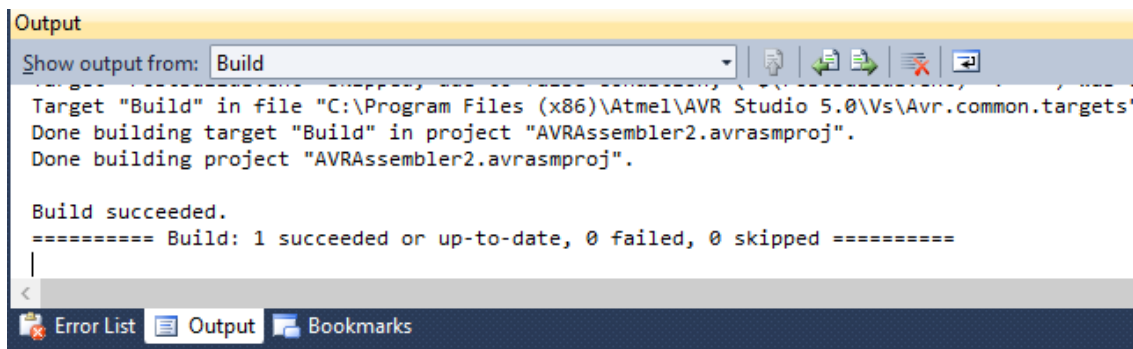 Output
Show output from: Build
Target "Build" in file "C:\Program Files (x86)\Atmel\AVR Studio 5.0\Vs\Avr.common.targets"
Done building target "Build" in project "AVRAssembler2.avrasmproj".
Done building project "AVRAssembler2.avrasmproj".
Build succeeded.
========== Build: 1 succeeded or up-to-date, 0 failed, 0 skipped ==========
Error List Output Bookmarks